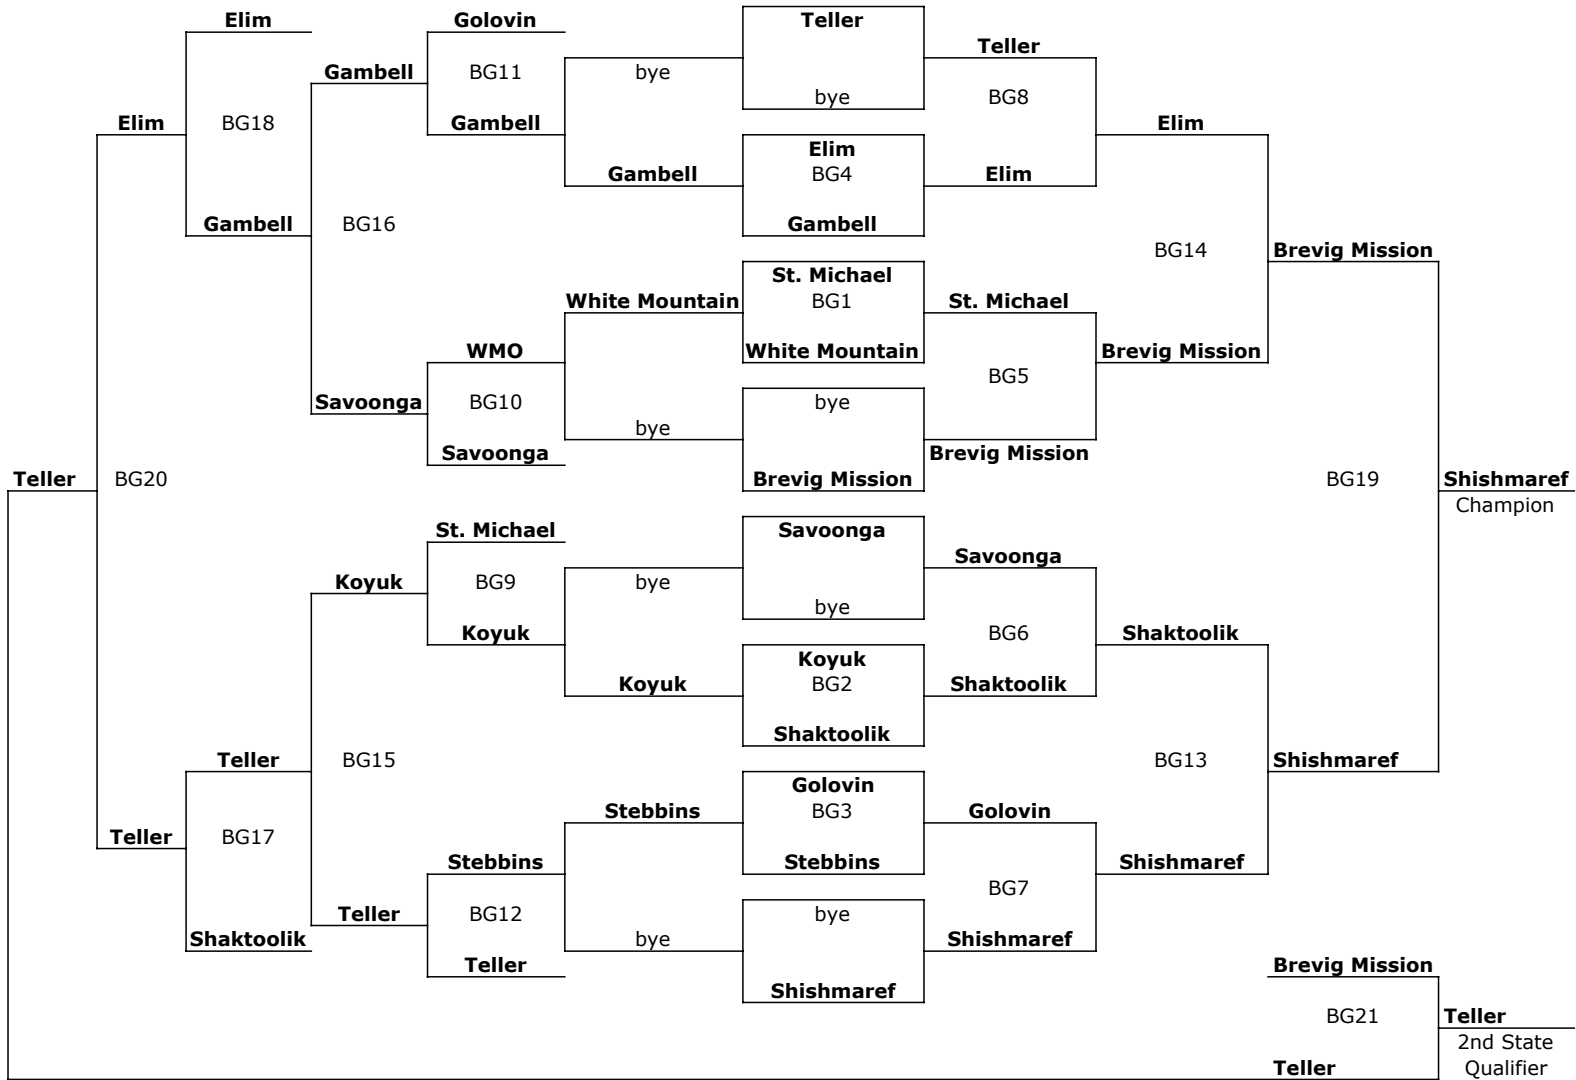 Elim
Golovin
Teller
Teller
Gambell
BG11
bye
bye
BG8
Elim
BG18
Gambell
Elim
Elim
BG4
Gambell
Elim
Gambell
BG16
Gambell
BG14
Brevig Mission
St. Michael
White Mountain
BG1
St. Michael
WMO
White Mountain
Brevig Mission
BG5
Savoonga
BG10
bye
bye
Savoonga
Brevig Mission
Teller
BG20
Brevig Mission
BG19
Shishmaref
Champion
St. Michael
Savoonga
Savoonga
Koyuk
BG9
bye
bye
Koyuk
BG6
Shaktoolik
Koyuk
Koyuk
BG2
Shaktoolik
Shaktoolik
Teller
BG15
BG13
Shishmaref
Golovin
Stebbins
BG3
Golovin
Teller
BG17
Stebbins
Stebbins
Shishmaref
BG7
Teller
BG12
bye
Shaktoolik
bye
Shishmaref
Teller
Brevig Mission
Shishmaref
BG21
Teller
2nd State
Teller
Qualifier